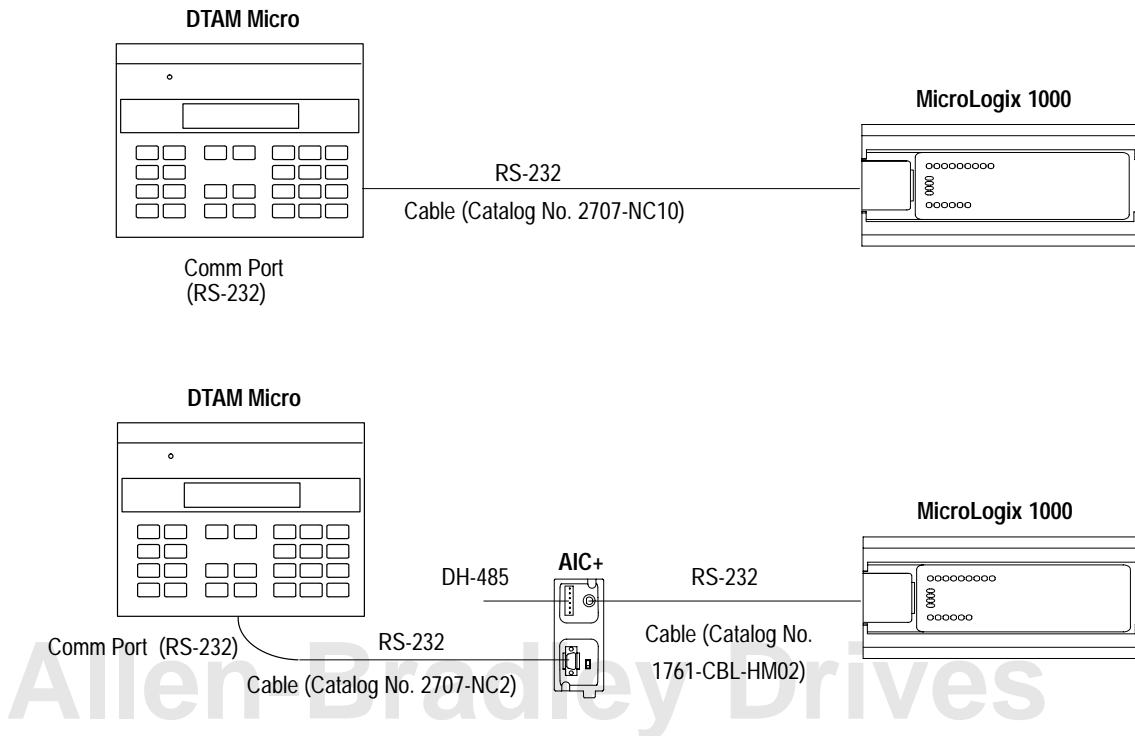 DTAM Micro
MicroLogix 1000
RS-232
Cable (Catalog No. 2707-NC10)
Comm Port
(RS-232)
DTAM Micro
MicroLogix 1000
AIC+
DH-485
RS-232
Cable (Catalog No.
1761-CBL-HM02)
Comm Port (RS-232)
RS-232
Cable (Catalog No. 2707-NC2)
Allen Bradley Drives